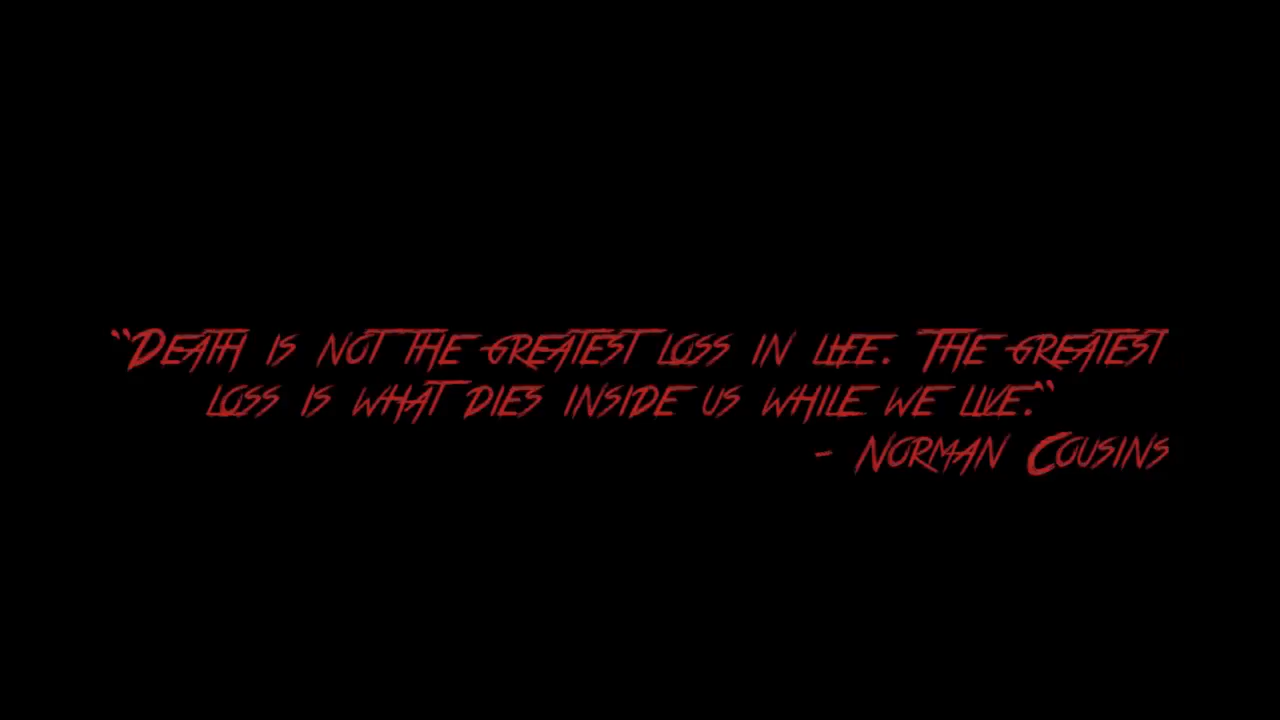 “Death is not the greatest loss in life. The greatest
loss is what dies inside us while we live.”
- Norman Cousins